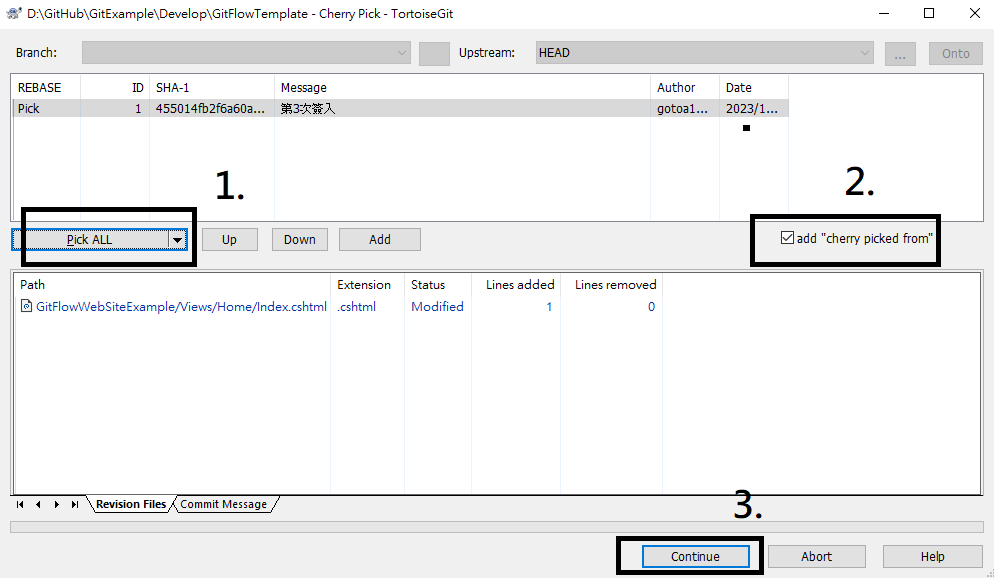 D:\GitHub\GitExample\Develop\GitFlowTemplate - Cherry Pick - TortoiseGit
Branch: Upstream: HEAD ... Onto
REBASE ID SHA-1 Message Author Date
Pick 1 455014fb2f6a60a... 第3次簽入 gotoa1... 2023/1...
1. 2.
Pick ALL Up Down Add add "cherry picked from"
Path Extension Status Lines added Lines removed
GitFlowWebSiteExample/Views/Home/Index.cshtml .cshtml Modified 1 0
Revision Files Commit Message
3.
Continue Abort Help